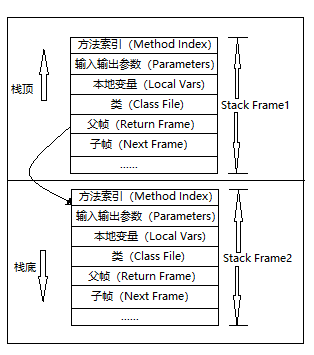 方法索引（Method Index）
输入输出参数（Parameters）
本地变量（Local Vars）
类（Class File）
父帧（Return Frame）
子帧（Next Frame）
......
栈顶
Stack Frame1
方法索引（Method Index）
输入输出参数（Parameters）
本地变量（Local Vars）
类（Class File）
父帧（Return Frame）
子帧（Next Frame）
......
栈底
Stack Frame2